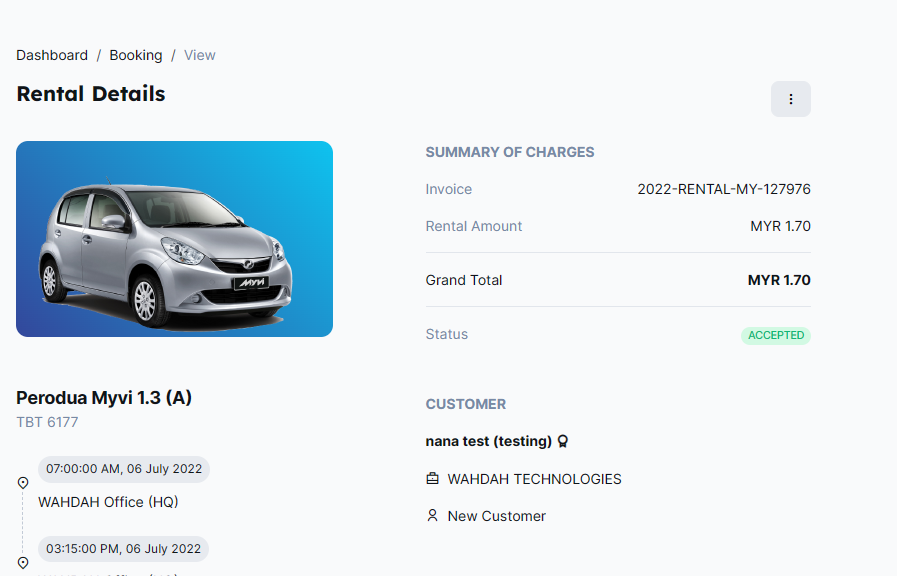 Dashboard / Booking / View
Rental Details
MYVI
Perodua Myvi 1.3 (A)
TBT 6177
07:00:00 AM, 06 July 2022
WAHDAH Office (HQ)
03:15:00 PM, 06 July 2022
SUMMARY OF CHARGES
Invoice 2022-RENTAL-MY-127976
Rental Amount MYR 1.70
Grand Total MYR 1.70
Status ACCEPTED
CUSTOMER
nana test (testing)
WAHDAH TECHNOLOGIES
New Customer